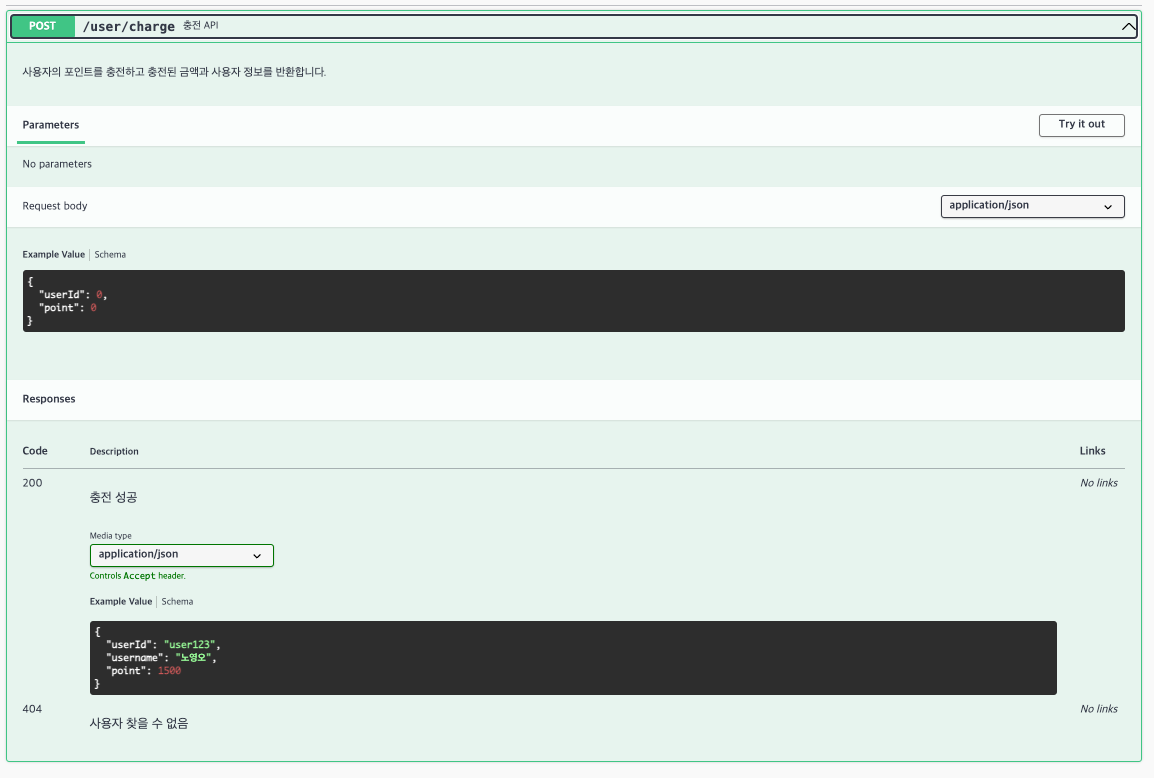 POST /user/charge 충전 API
사용자의 포인트를 충전하고 충전된 금액과 사용자 정보를 반환합니다.
Parameters Try it out
No parameters
Request body application/json
Example Value Schema
{
"userId": 0,
"point": 0
}
Responses
Code Description Links
200 No links
충전 성공
Media type
application/json
Controls Accept header.
Example Value Schema
{
"userId": "user123",
"username": "노영오",
"point": 1500
}
404 No links
사용자 찾을 수 없음